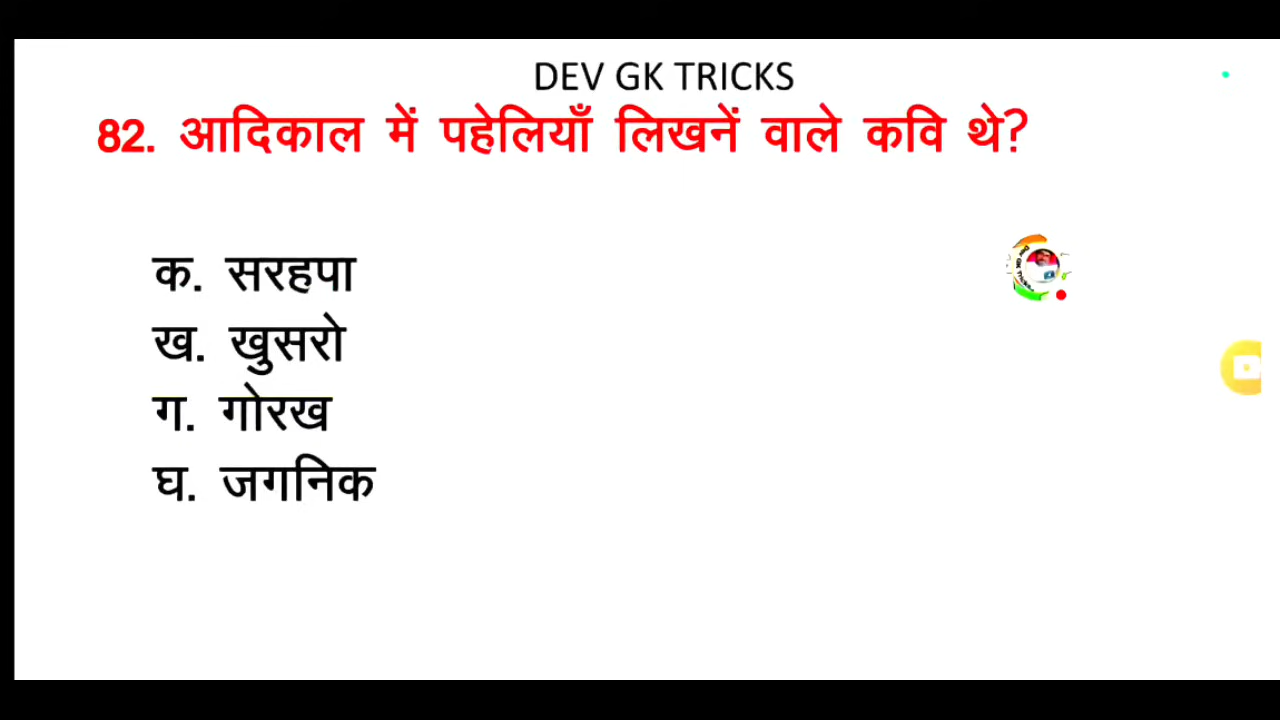 DEV GK TRICKS
82. आदिकाल में पहेलियाँ लिखनें वाले कवि थे?
क. सरहपा
ख. खुसरो
ग. गोरख
घ. जगनिक